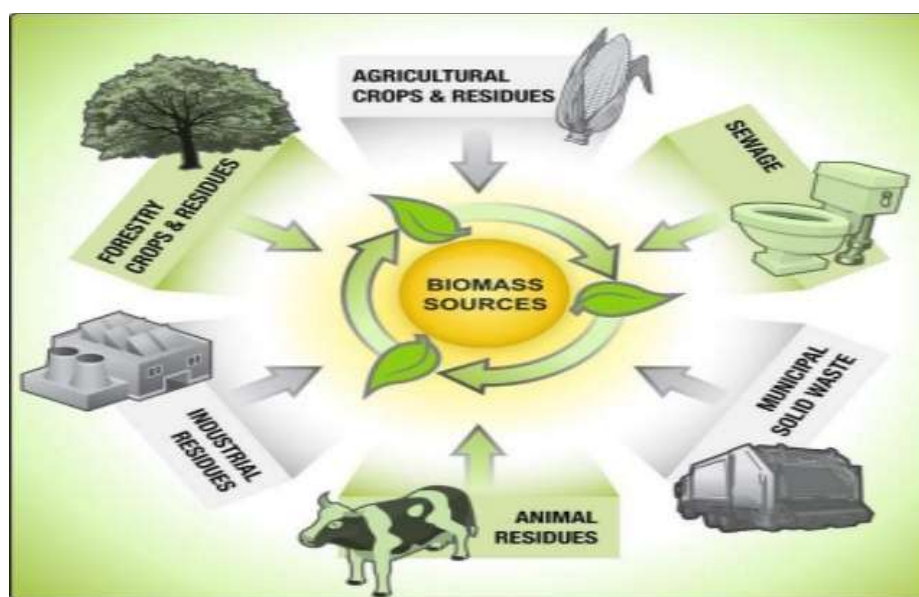 AGRICULTURAL
CROPS & RESIDUES
SEWAGE
FORESTRY
CROPS & RESIDUES
BIOMASS
SOURCES
MUNICIPAL
SOLID WASTE
INDUSTRIAL
RESIDUES
ANIMAL
RESIDUES